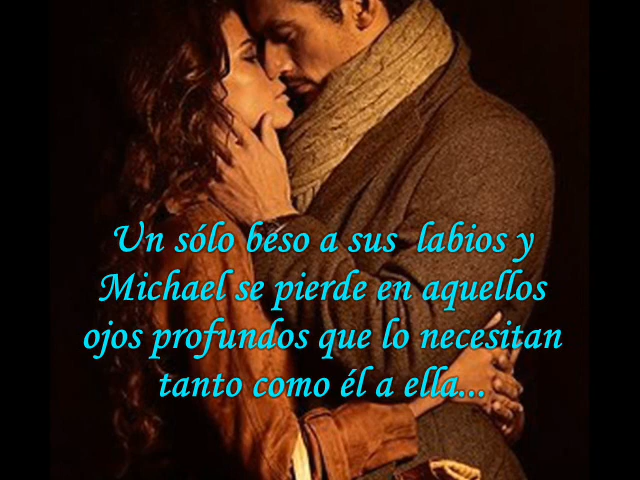 Un sólo beso a sus labios y
Michael se pierde en aquellos
ojos profundos que lo necesitan
tanto como él a ella...